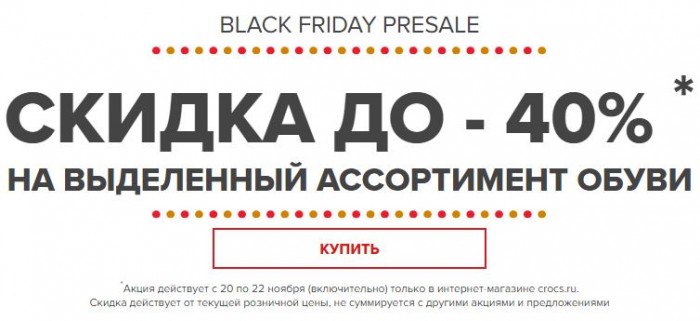 BLACK FRIDAY PRESALE
СКИДКА ДО - 40% *
НА ВЫДЕЛЕННЫЙ АССОРТИМЕНТ ОБУВИ
КУПИТЬ
*Акция действует с 20 по 22 ноября (включительно) только в интернет-магазине crocs.ru.
Скидка действует от текущей розничной цены, не суммируется с другими акциями и предложениями